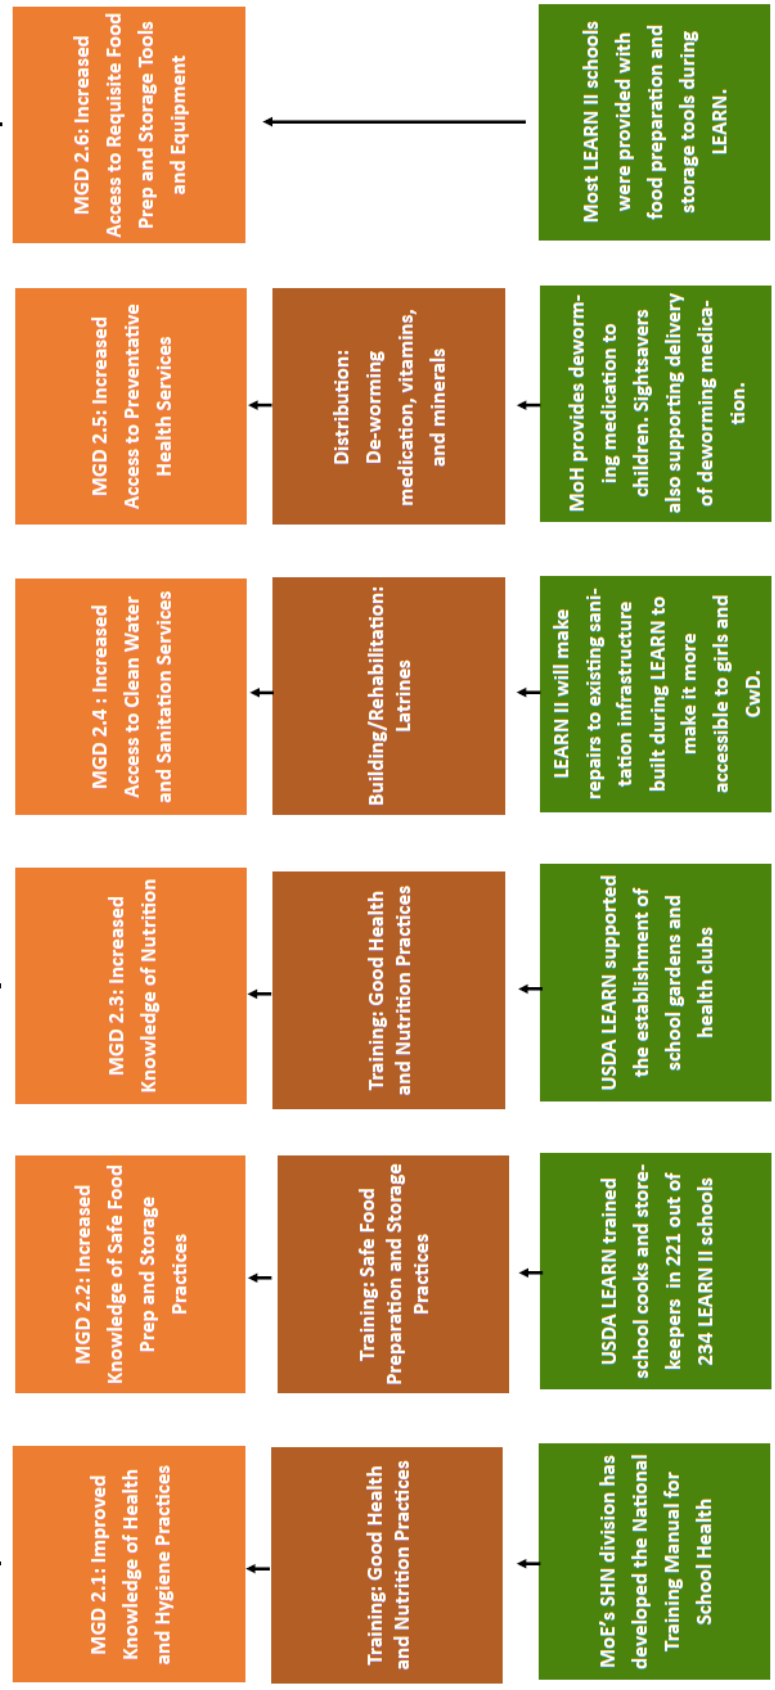 MGD 2.1: Improved
Knowledge of Health
and Hygiene Practices
MGD 2.2: Increased
Knowledge of Safe Food
Prep and Storage
Practices
MGD 2.3: Increased
Knowledge of Nutrition
MGD 2.4 : Increased
Access to Clean Water
and Sanitation Services
MGD 2.5: Increased
Access to Preventative
Health Services
MGD 2.6: Increased
Access to Requisite Food
Prep and Storage Tools
and Equipment
Training: Good Health
and Nutrition Practices
Training: Safe Food
Preparation and Storage
Practices
Training: Good Health
and Nutrition Practices
Building/Rehabilitation:
Latrines
Distribution:
De-worming
medication, vitamins,
and minerals
MoE's SHN division has
developed the National
Training Manual for
School Health
USDA LEARN trained
school cooks and store-
keepers in 221 out of
234 LEARN II schools
USDA LEARN supported
the establishment of
school gardens and
health clubs
LEARN II will make
repairs to existing sani-
tation infrastructure
built during LEARN to
make it more
accessible to girls and
CwD.
MoH provides deworm-
ing medication to
children. Sightsavers
also supporting delivery
of deworming medica-
tion.
Most LEARN II schools
were provided with
food preparation and
storage tools during
LEARN.